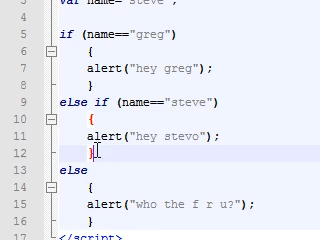 3 var name="steve";
4
5 if (name=="greg")
6 {
7 alert("hey greg");
8 }
9 else if (name=="steve")
10 {
11 alert("hey stevo");
12 }
13 else
14 {
15 alert("who the f r u?");
16 }
17 </script>